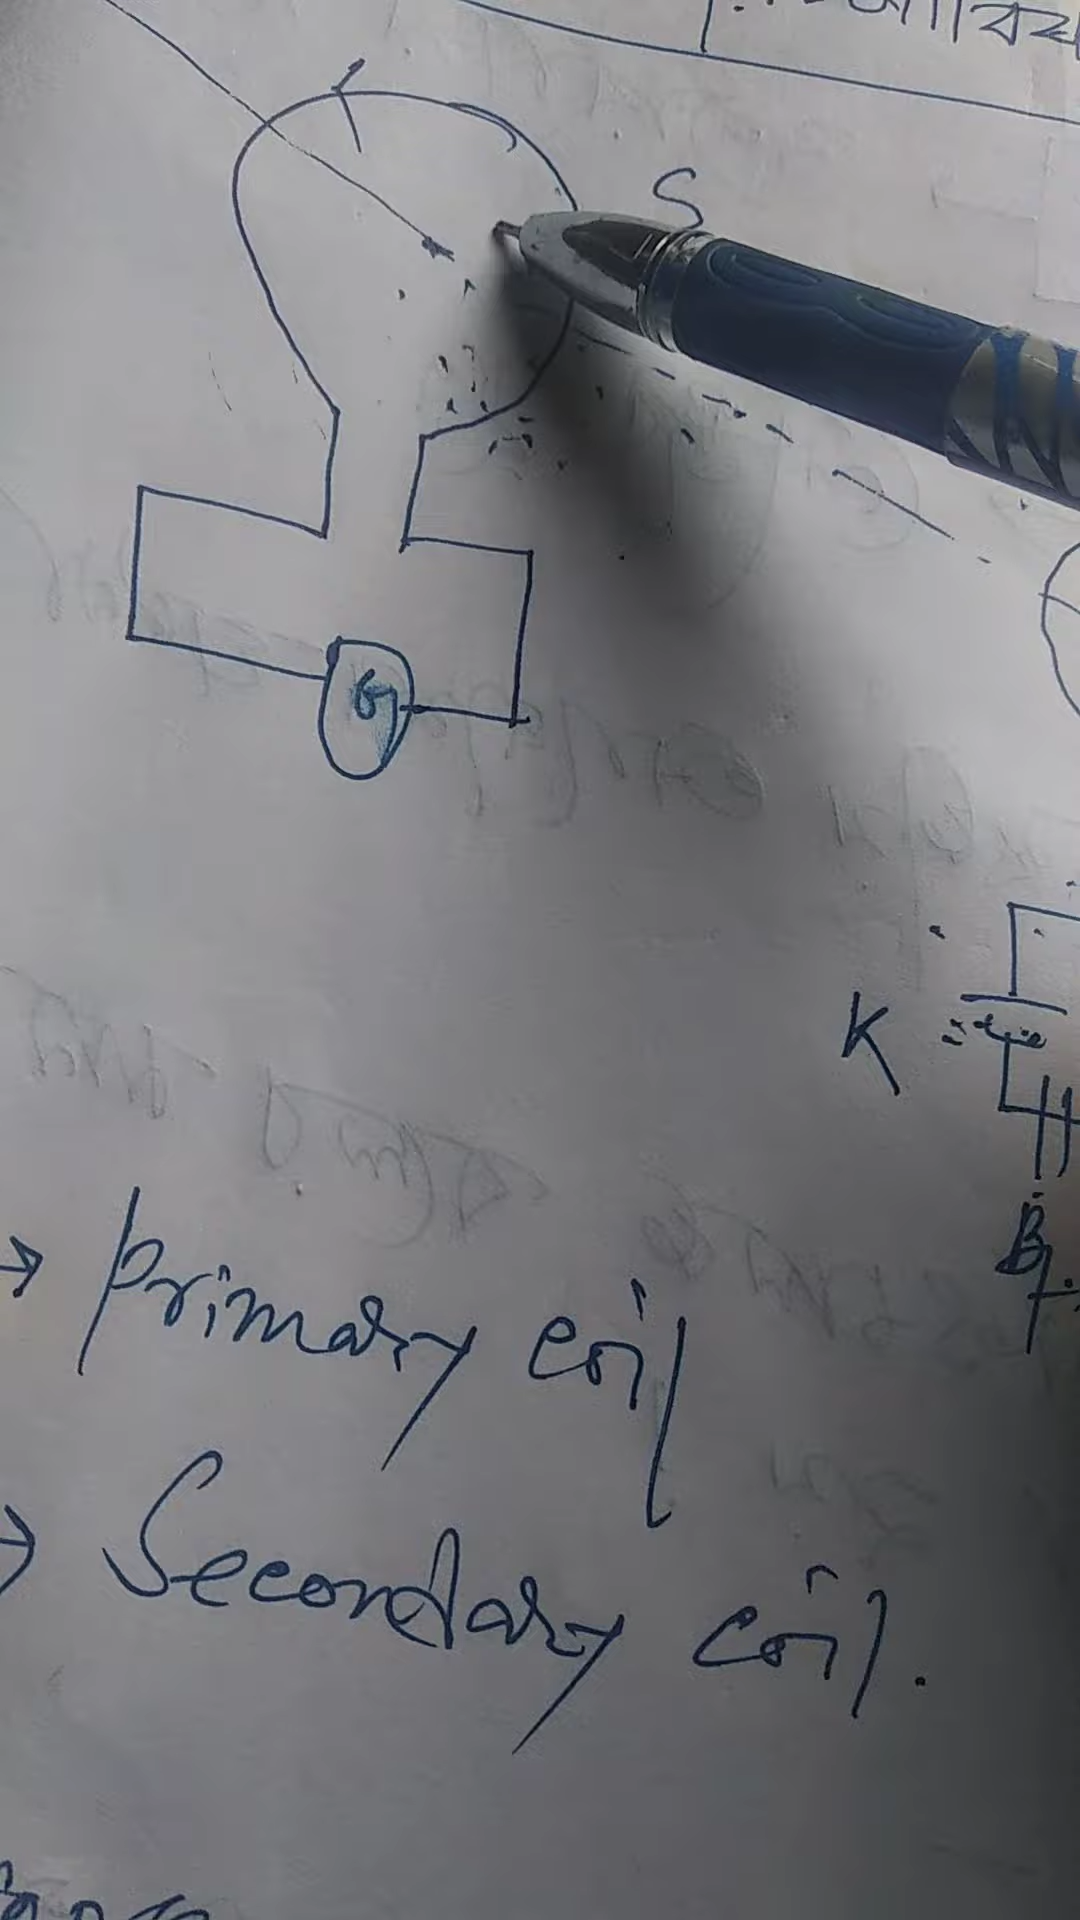 S
G
K
B
→ Primary coil
→ Secondary coil.